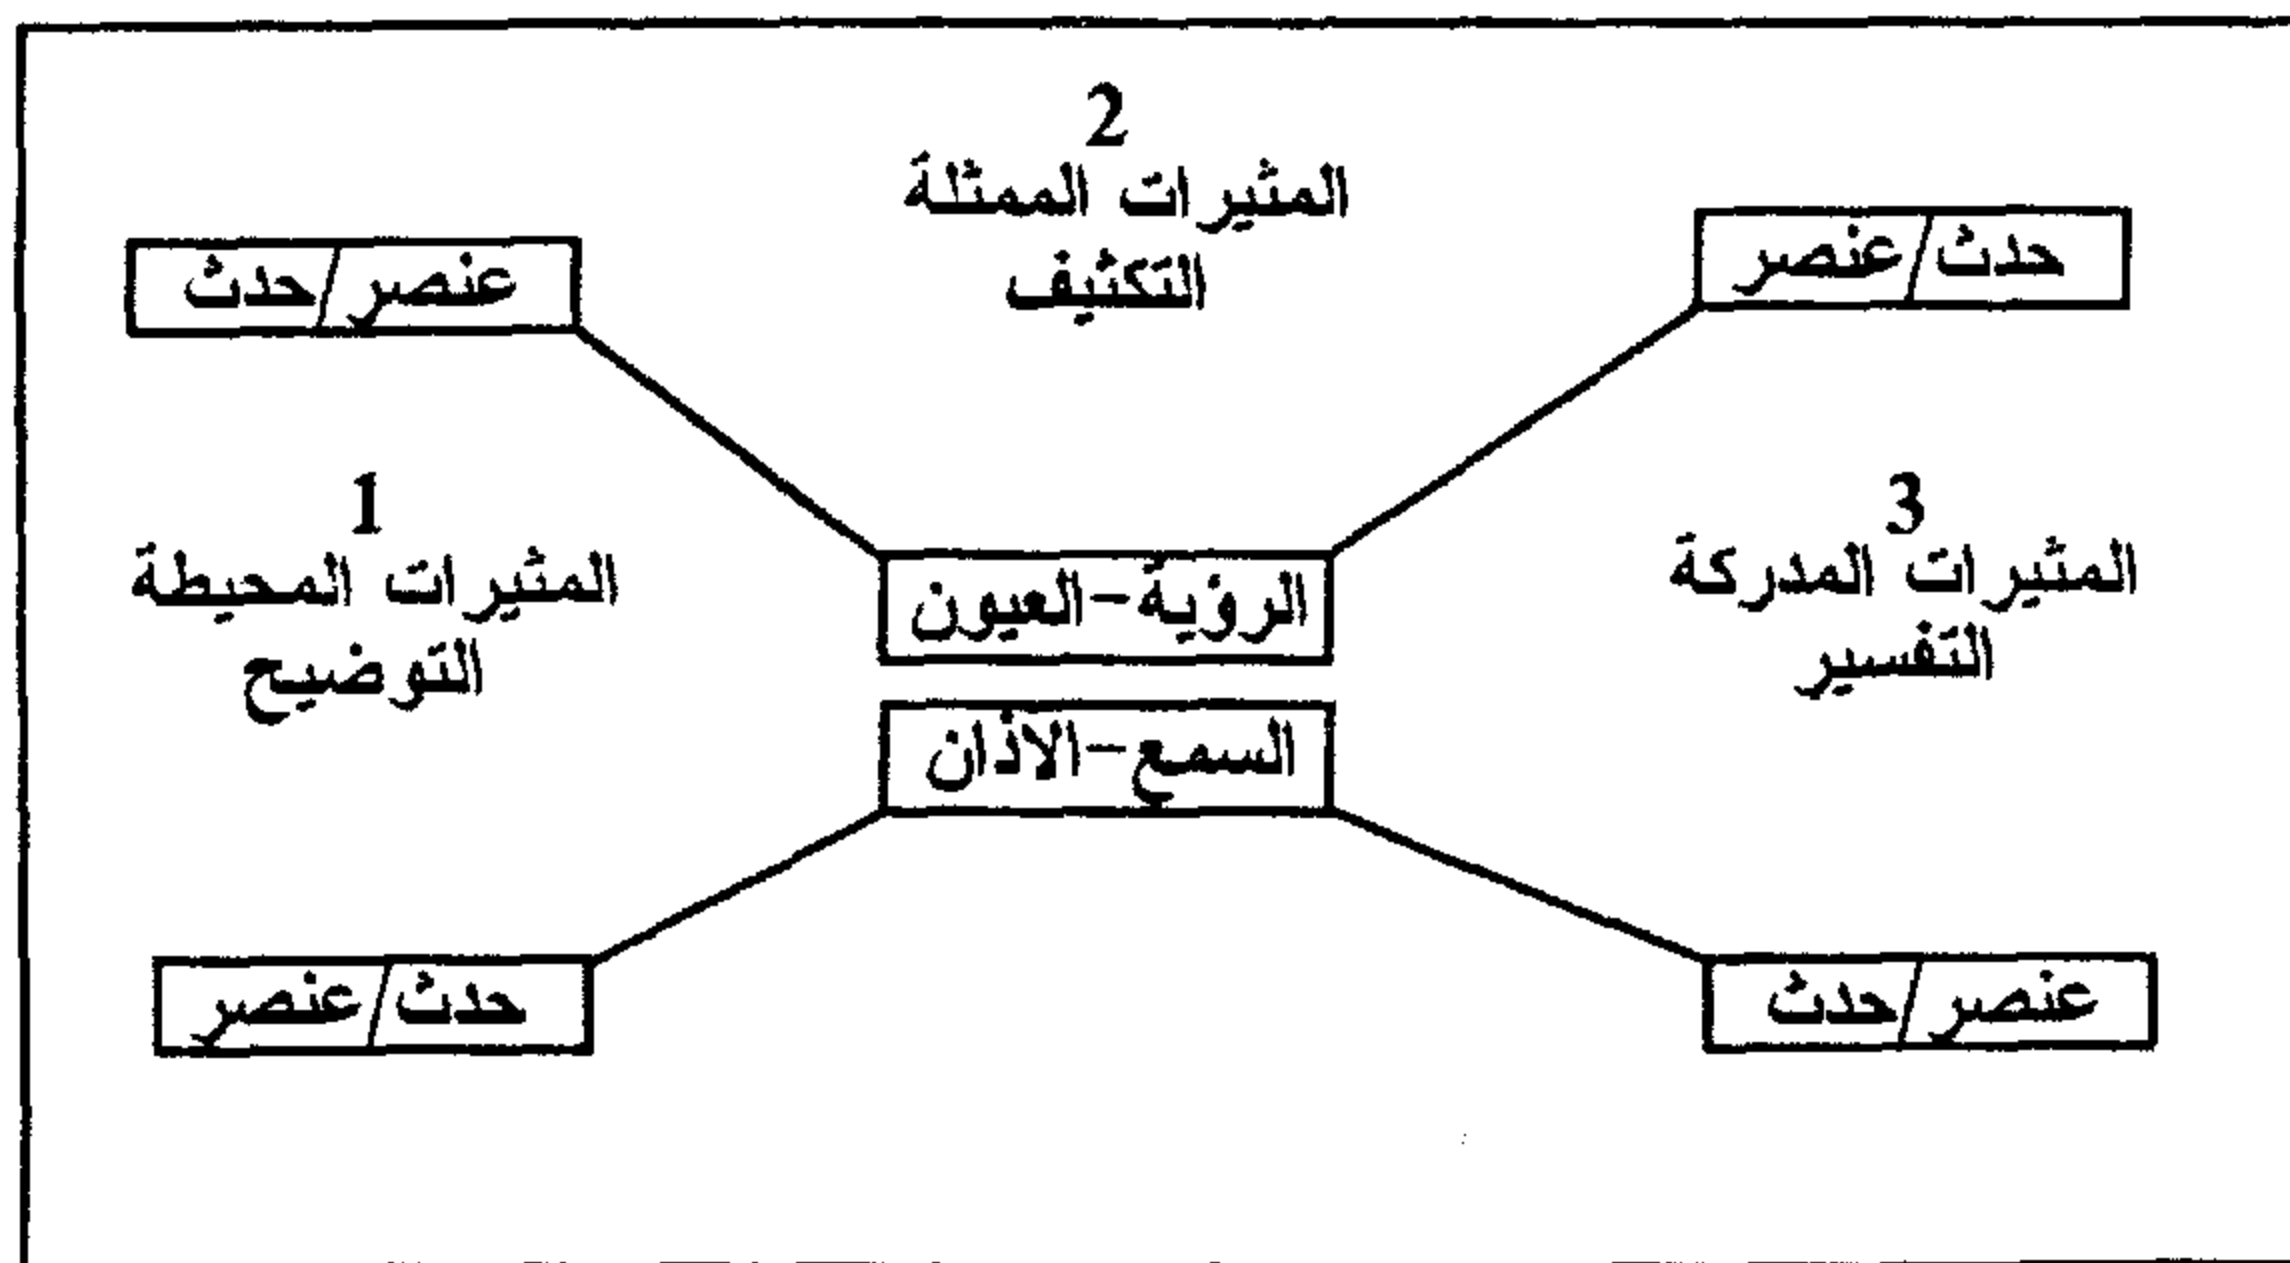 2
المثيرات الممثلة
التكثيف
حدث/عنصر
عنصر/حدث
3
المثيرات المدركة
التفسير
1
المثيرات المحيطة
التوضيح
الرؤية-العيون
السمع-الآذان
عنصر/حدث
حدث/عنصر